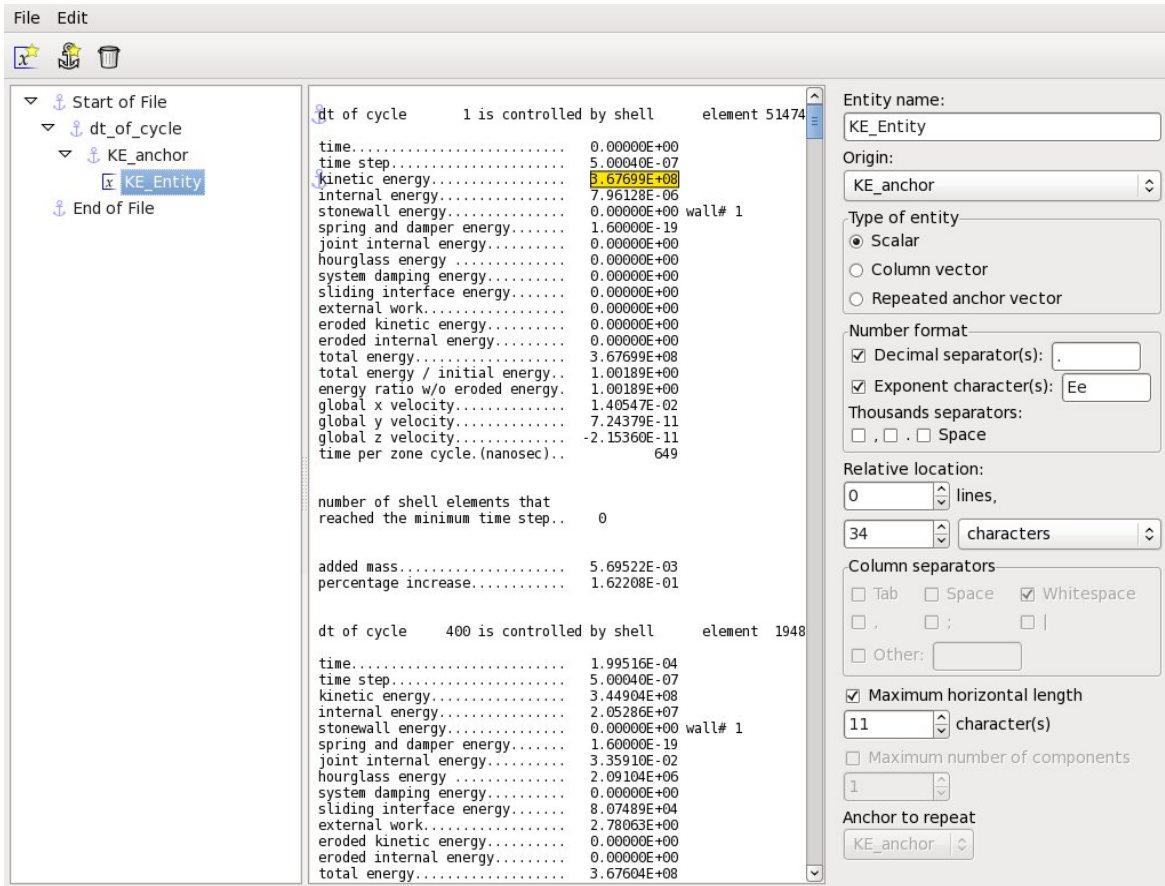 File Edit
Start of File
dt_of_cycle
KE_anchor
x KE_Entity
End of File
dt of cycle 1 is controlled by shell element 51474
time........................... 0.00000E+00
time step...................... 5.00040E-07
kinetic energy................. 3.67699E+08
internal energy................ 7.96128E-06
stonewall energy............... 0.00000E+00 wall# 1
spring and damper energy....... 1.60000E-19
joint internal energy.......... 0.00000E+00
hourglass energy .............. 0.00000E+00
system damping energy.......... 0.00000E+00
sliding interface energy....... 0.00000E+00
external work.................. 0.00000E+00
eroded kinetic energy.......... 0.00000E+00
eroded internal energy......... 0.00000E+00
total energy................... 3.67699E+08
total energy / initial energy.. 1.00189E+00
energy ratio w/o eroded energy. 1.00189E+00
global x velocity.............. 1.40547E-02
global y velocity.............. 7.24379E-11
global z velocity.............. -2.15360E-11
time per zone cycle.(nanosec).. 649
number of shell elements that
reached the minimum time step.. 0
added mass..................... 5.69522E-03
percentage increase............ 1.62208E-01
dt of cycle 400 is controlled by shell element 1948
time........................... 1.99516E-04
time step...................... 5.00040E-07
kinetic energy................. 3.44904E+08
internal energy................ 2.05286E+07
stonewall energy............... 0.00000E+00 wall# 1
spring and damper energy....... 1.60000E-19
joint internal energy.......... 3.35910E-02
hourglass energy .............. 2.09104E+06
system damping energy.......... 0.00000E+00
sliding interface energy....... 8.07489E+04
external work.................. 2.78063E+00
eroded kinetic energy.......... 0.00000E+00
eroded internal energy......... 0.00000E+00
total energy................... 3.67604E+08
Entity name:
KE_Entity
Origin:
KE_anchor
Type of entity
Scalar
Column vector
Repeated anchor vector
Number format
Decimal separator(s): .
Exponent character(s): Ee
Thousands separators:
, . Space
Relative location:
0 lines,
34 characters
Column separators
Tab Space Whitespace
, ; |
Other:
Maximum horizontal length
11 character(s)
Maximum number of components
1
Anchor to repeat
KE_anchor